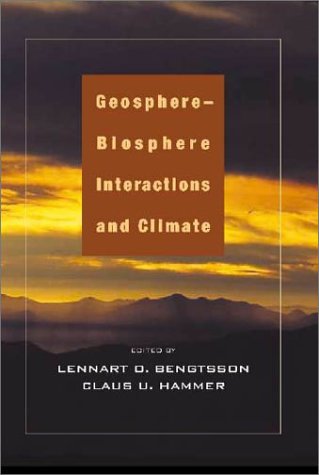 Geosphere–
Biosphere
Interactions
and Climate
EDITED BY
LENNART O. BENGTSSON
CLAUS U. HAMMER